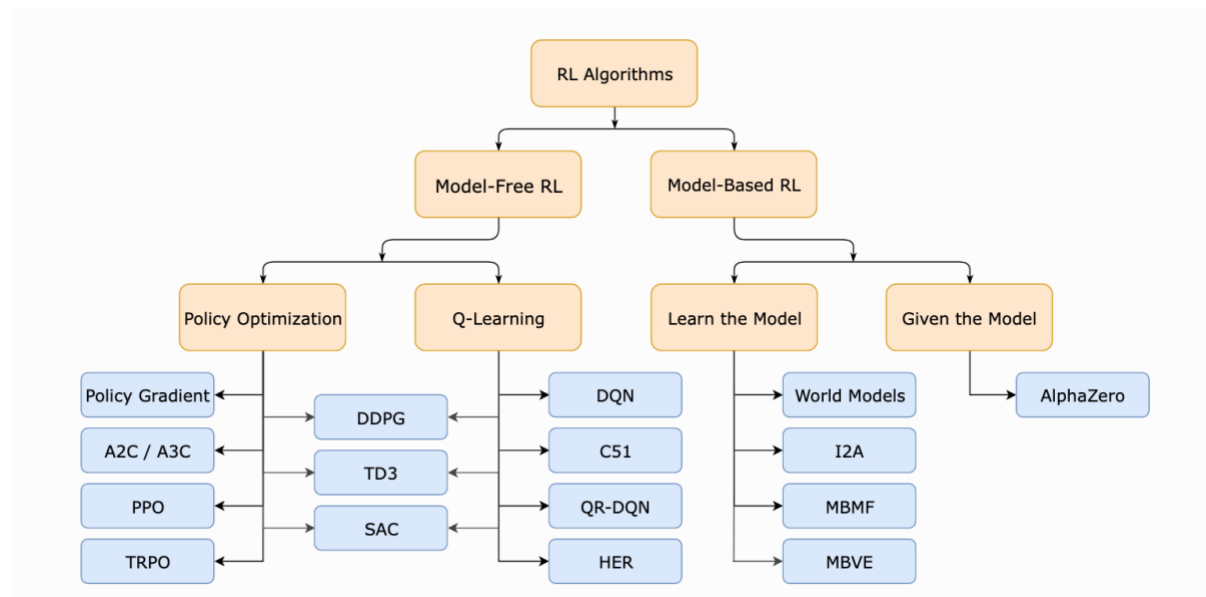 RL Algorithms
Model-Free RL
Model-Based RL
Policy Optimization
Q-Learning
Learn the Model
Given the Model
Policy Gradient
DDPG
DQN
World Models
AlphaZero
A2C / A3C
TD3
C51
I2A
PPO
SAC
QR-DQN
MBMF
TRPO
HER
MBVE